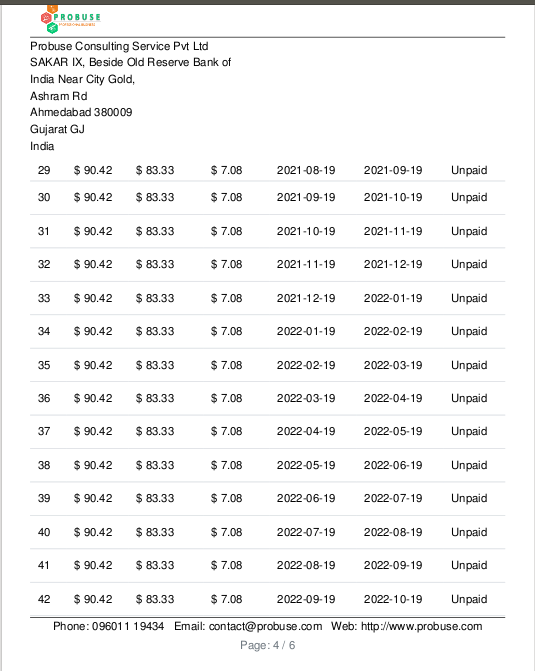 PROBUSE
Probuse Consulting Service Pvt Ltd
SAKAR IX, Beside Old Reserve Bank of
India Near City Gold,
Ashram Rd
Ahmedabad 380009
Gujarat GJ
India
29 $ 90.42 $ 83.33 $ 7.08 2021-08-19 2021-09-19 Unpaid
30 $ 90.42 $ 83.33 $ 7.08 2021-09-19 2021-10-19 Unpaid
31 $ 90.42 $ 83.33 $ 7.08 2021-10-19 2021-11-19 Unpaid
32 $ 90.42 $ 83.33 $ 7.08 2021-11-19 2021-12-19 Unpaid
33 $ 90.42 $ 83.33 $ 7.08 2021-12-19 2022-01-19 Unpaid
34 $ 90.42 $ 83.33 $ 7.08 2022-01-19 2022-02-19 Unpaid
35 $ 90.42 $ 83.33 $ 7.08 2022-02-19 2022-03-19 Unpaid
36 $ 90.42 $ 83.33 $ 7.08 2022-03-19 2022-04-19 Unpaid
37 $ 90.42 $ 83.33 $ 7.08 2022-04-19 2022-05-19 Unpaid
38 $ 90.42 $ 83.33 $ 7.08 2022-05-19 2022-06-19 Unpaid
39 $ 90.42 $ 83.33 $ 7.08 2022-06-19 2022-07-19 Unpaid
40 $ 90.42 $ 83.33 $ 7.08 2022-07-19 2022-08-19 Unpaid
41 $ 90.42 $ 83.33 $ 7.08 2022-08-19 2022-09-19 Unpaid
42 $ 90.42 $ 83.33 $ 7.08 2022-09-19 2022-10-19 Unpaid
Phone: 096011 19434 Email: contact@probuse.com Web: http://www.probuse.com
Page: 4 / 6